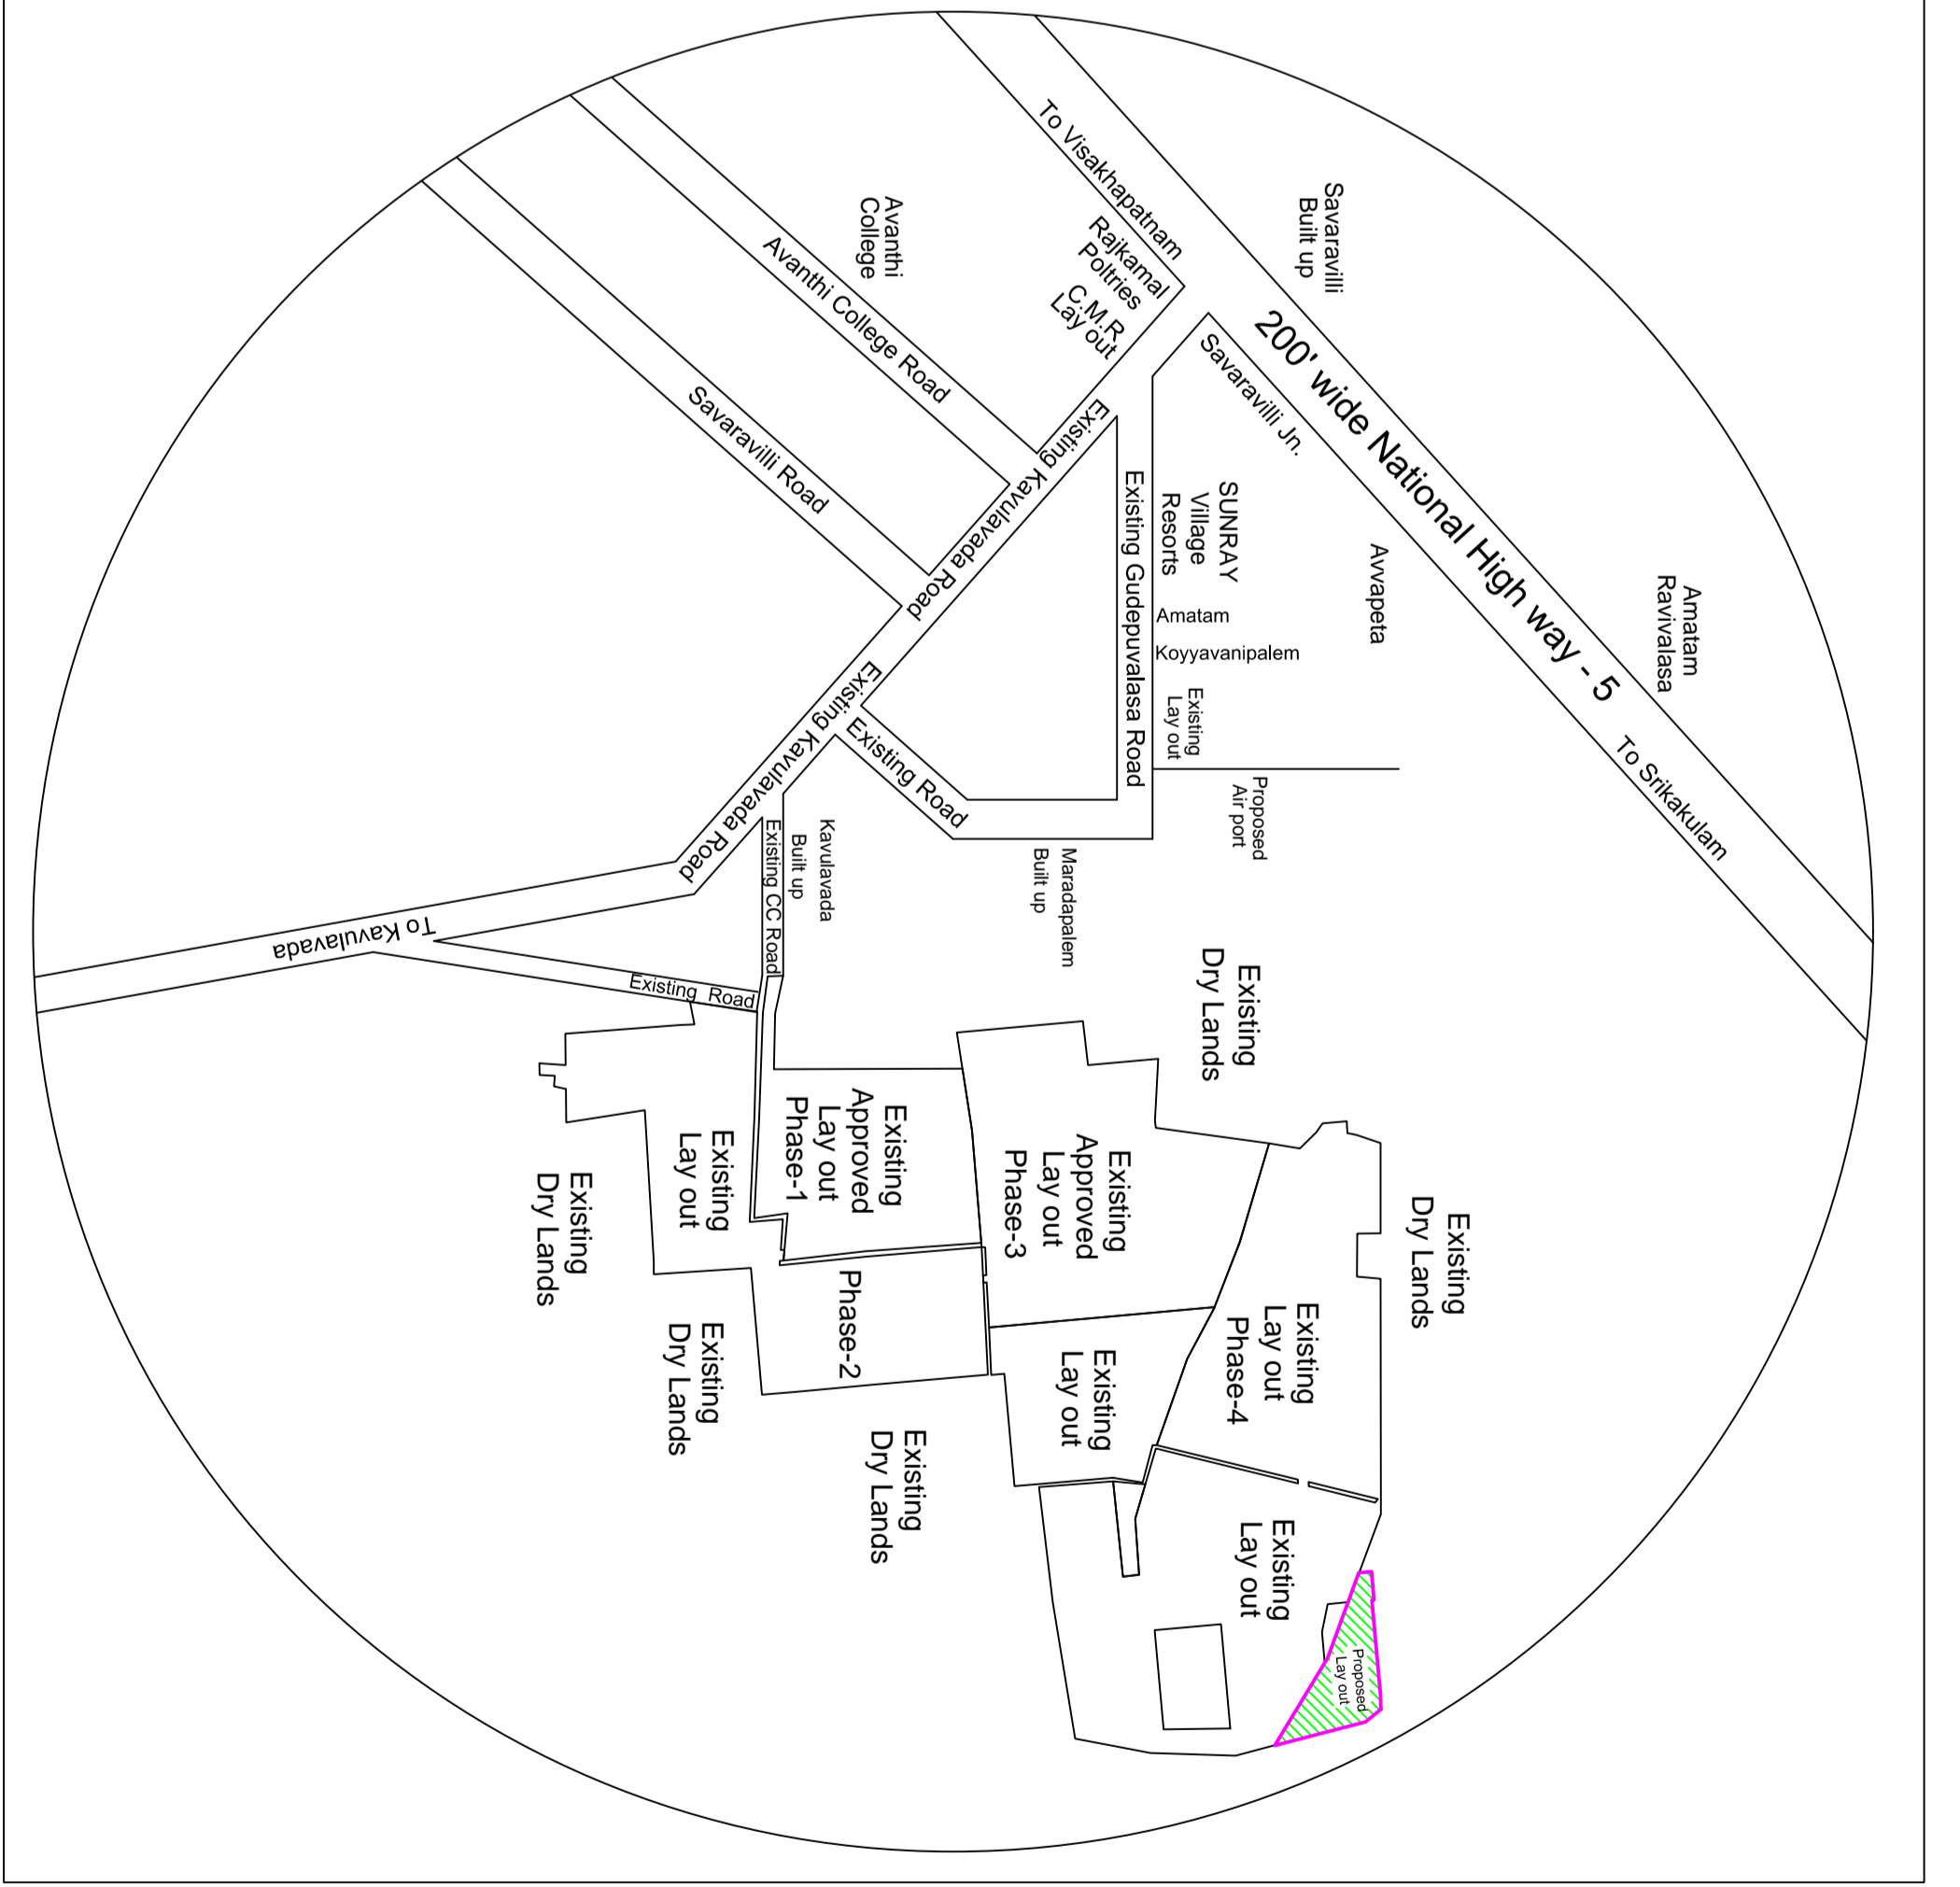 To Visakhapatnam
200' wide National High way - 5
To Srikakulam
Savaravilli
Built up
Amatam
Ravivalasa
Rajkamal
Poltries
C.M.R
Lay out
Avanthi
College
Avanthi College Road
Savaravilli Road
Savaravilli Jn.
Existing Kavulavada Road
Existing Gudepuvalasa Road
SUNRAY
Village
Resorts
Avvapeta
Amatam
Koyyavanipalem
Existing
Lay out
Proposed
Air port
Existing Kavulavada Road
Existing Road
Kavulavada
Built up
Existing CC Road
Maradapalem
Built up
To Kavulavada
Existing Road
Existing
Dry Lands
Existing
Approved
Lay out
Phase-1
Existing
Approved
Lay out
Phase-3
Existing
Lay out
Existing
Dry Lands
Existing
Dry Lands
Phase-2
Existing
Lay out
Phase-4
Existing
Lay out
Existing
Dry Lands
Existing
Dry Lands
Existing
Lay out
Proposed
Lay out